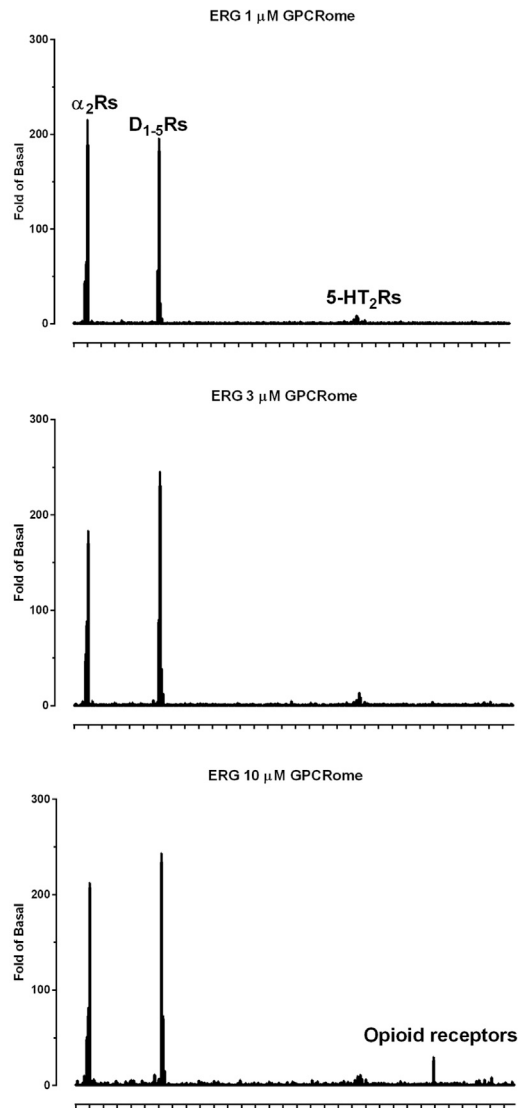 ERG 1 μM GPCRome
300
α₂Rs
D₁₋₅Rs
200
Fold of Basal
100
5-HT₂Rs
0
ERG 3 μM GPCRome
300
200
Fold of Basal
100
0
ERG 10 μM GPCRome
300
200
Fold of Basal
100
Opioid receptors
0